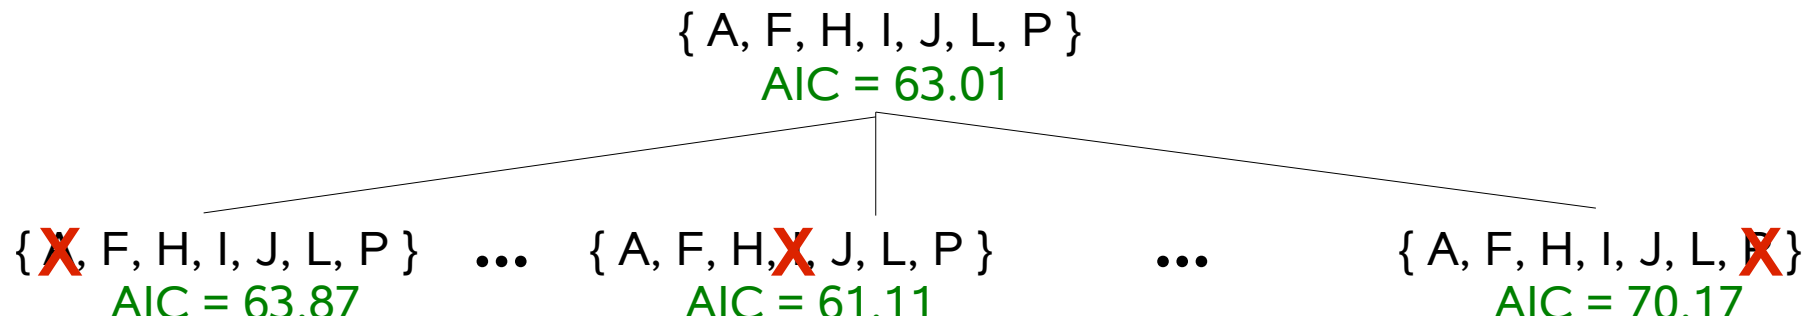 { A, F, H, I, J, L, P }
AIC = 63.01
{ A, F, H, I, J, L, P } ... { A, F, H, I, J, L, P } ... { A, F, H, I, J, L, P }
AIC = 63.87 AIC = 61.11 AIC = 70.17